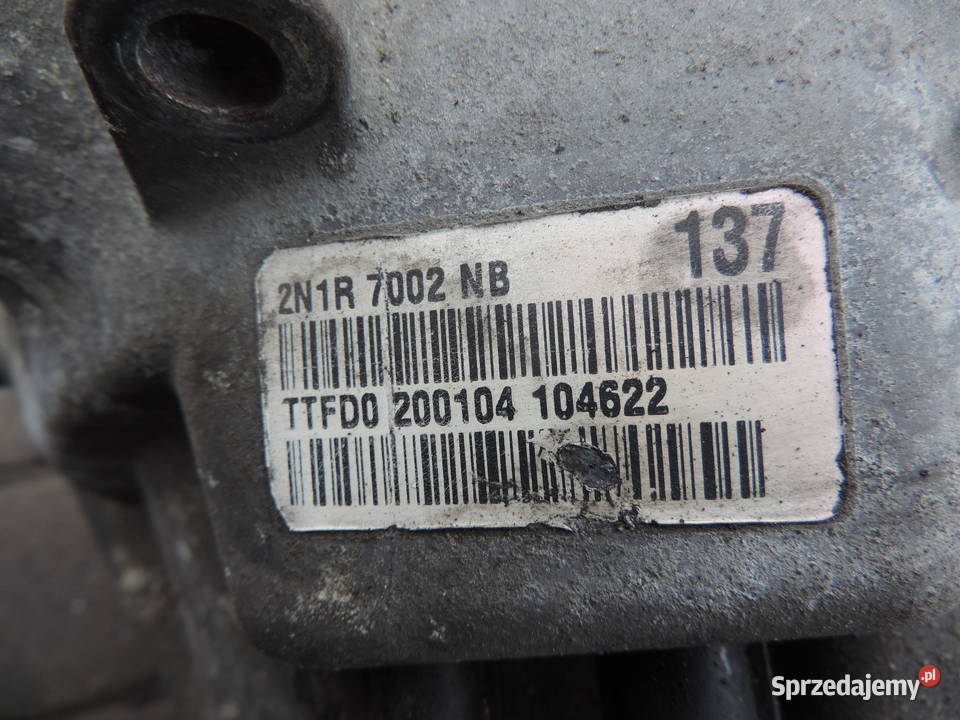 137
2N1R 7002 NB
TTFD0 200104 104622
Sprzedajemy.pl